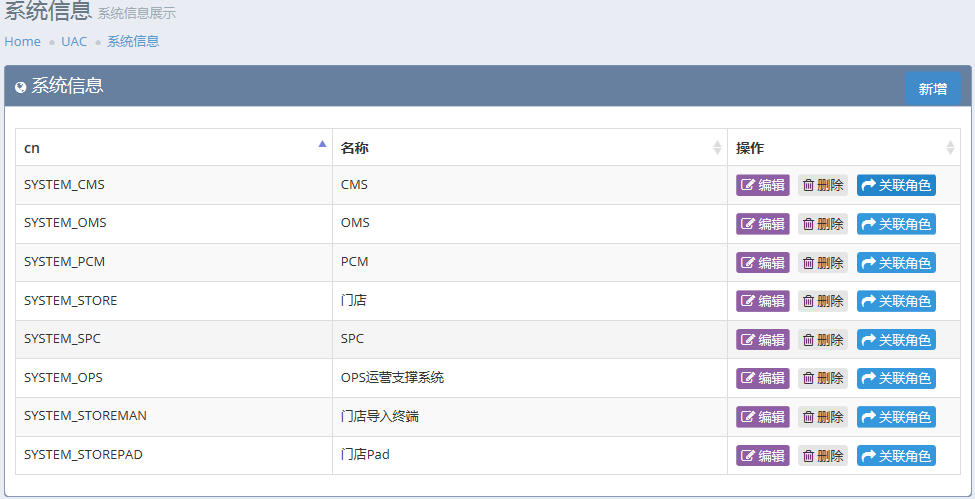 系统信息 系统信息展示
Home UAC 系统信息
系统信息 新增
cn 名称 操作
SYSTEM_CMS CMS 编辑 删除 关联角色
SYSTEM_OMS OMS 编辑 删除 关联角色
SYSTEM_PCM PCM 编辑 删除 关联角色
SYSTEM_STORE 门店 编辑 删除 关联角色
SYSTEM_SPC SPC 编辑 删除 关联角色
SYSTEM_OPS OPS运营支撑系统 编辑 删除 关联角色
SYSTEM_STOREMAN 门店导入终端 编辑 删除 关联角色
SYSTEM_STOREPAD 门店Pad 编辑 删除 关联角色